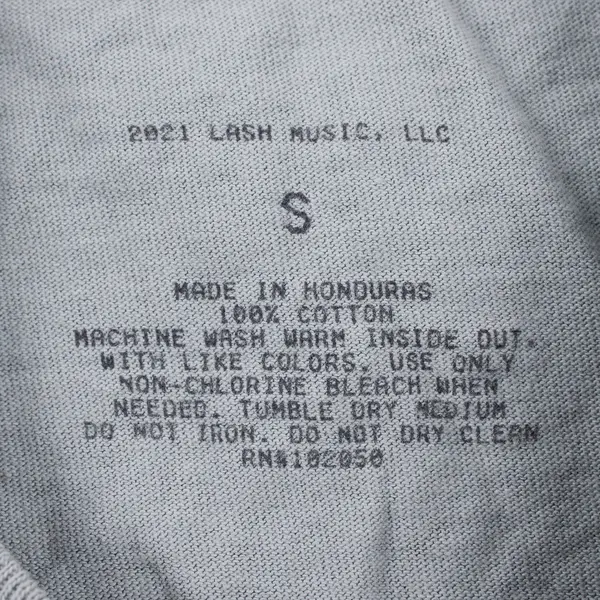 2021 LASH MUSIC, LLC
S
MADE IN HONDURAS
100% COTTON
MACHINE WASH WARM INSIDE OUT.
WITH LIKE COLORS. USE ONLY
NON-CHLORINE BLEACH WHEN
NEEDED. TUMBLE DRY MEDIUM
DO NOT IRON. DO NOT DRY CLEAN
RN#102050